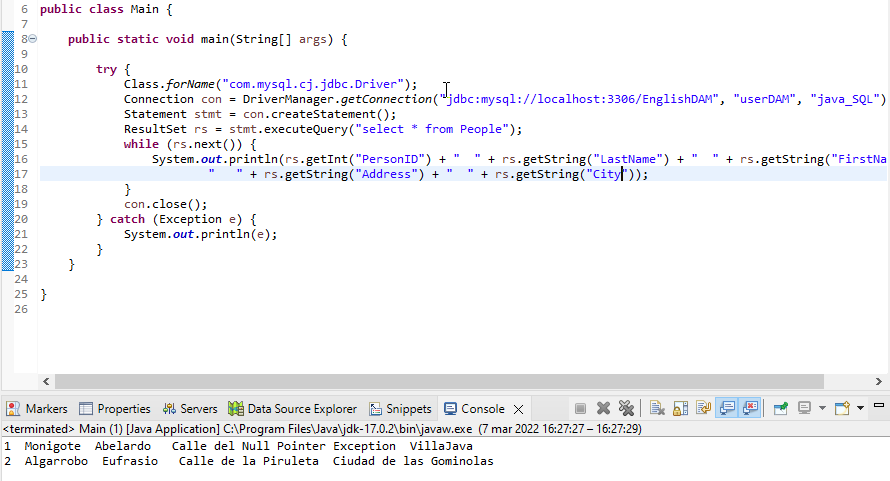 6 public class Main {
7
8 public static void main(String[] args) {
9
10 try {
11 Class.forName("com.mysql.cj.jdbc.Driver");
12 Connection con = DriverManager.getConnection("jdbc:mysql://localhost:3306/EnglishDAM", "userDAM", "java_SQL")
13 Statement stmt = con.createStatement();
14 ResultSet rs = stmt.executeQuery("select * from People");
15 while (rs.next()) {
16 System.out.println(rs.getInt("PersonID") + "  " + rs.getString("LastName") + "  " + rs.getString("FirstNa
17 "   " + rs.getString("Address") + "  " + rs.getString("City"));
18 }
19 con.close();
20 } catch (Exception e) {
21 System.out.println(e);
22 }
23 }
24
25 }
26
Markers Properties Servers Data Source Explorer Snippets Console
<terminated> Main (1) [Java Application] C:\Program Files\Java\jdk-17.0.2\bin\javaw.exe (7 mar 2022 16:27:27 – 16:27:29)
1  Monigote  Abelardo   Calle del Null Pointer Exception  VillaJava
2  Algarrobo  Eufrasio   Calle de la Piruleta  Ciudad de las Gominolas